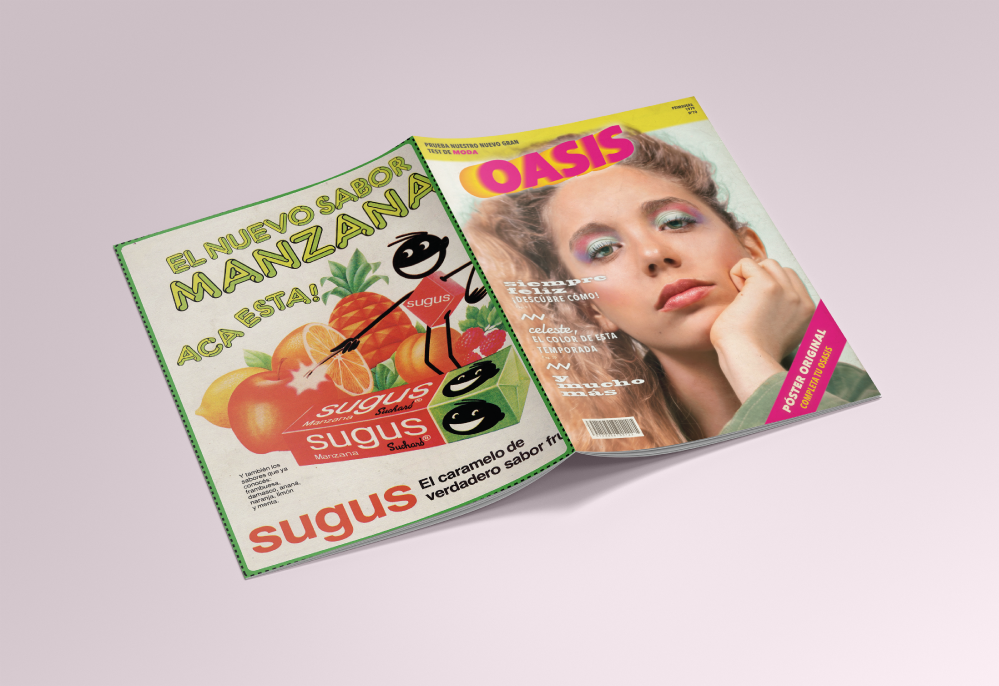 EL NUEVO SABOR
MANZANA
ACA ESTA!
sugus
sugus
Manzana
Suchard®
sugus
Manzana
Suchard®
Y también los
sabores que ya
conocés:
frambuesa,
damasco, ananá,
naranja, limón
y menta.
sugus
El caramelo de
verdadero sabor fru
PRUEBA NUESTRO NUEVO GRAN
TEST DE MODA
1979
OASIS
siempre
feliz
¡DESCUBRE CÓMO!
celeste,
EL COLOR DE ESTA
TEMPORADA
y
mucho
más
PÓSTER ORIGINAL
COMPLETA TU OSASIS